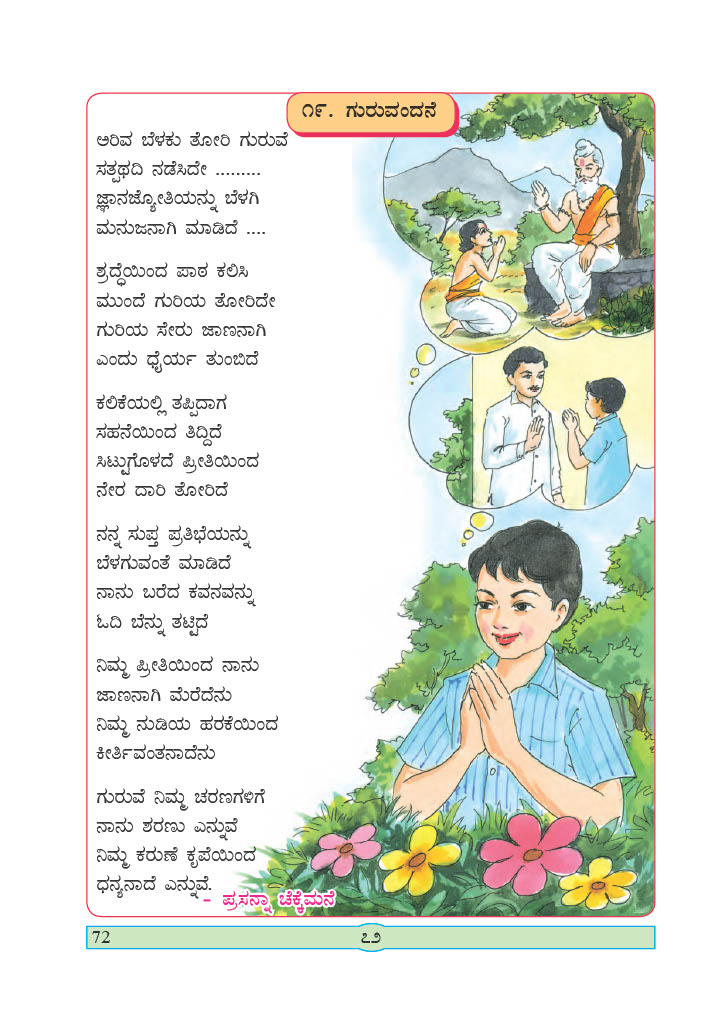 ೧೯. ಗುರುವಂದನೆ
ಅರಿವ ಬೆಳಕು ತೋರಿ ಗುರುವೆ
ಸತ್ಪಥದಿ ನಡೆಸಿದೇ .........
ಜ್ಞಾನಜ್ಯೋತಿಯನ್ನು ಬೆಳಗಿ
ಮನುಜನಾಗಿ ಮಾಡಿದೆ ....
ಶ್ರದ್ಧೆಯಿಂದ ಪಾಠ ಕಲಿಸಿ
ಮುಂದೆ ಗುರಿಯ ತೋರಿದೇ
ಗುರಿಯ ಸೇರು ಜಾಣನಾಗಿ
ಎಂದು ಧೈರ್ಯ ತುಂಬಿದೆ
ಕಲಿಕೆಯಲ್ಲಿ ತಪ್ಪಿದಾಗ
ಸಹನೆಯಿಂದ ತಿದ್ದಿದೆ
ಸಿಟ್ಟುಗೊಳದೆ ಪ್ರೀತಿಯಿಂದ
ನೇರ ದಾರಿ ತೋರಿದೆ
ನನ್ನ ಸುಪ್ತ ಪ್ರತಿಭೆಯನ್ನು
ಬೆಳಗುವಂತೆ ಮಾಡಿದೆ
ನಾನು ಬರೆದ ಕವನವನ್ನು
ಓದಿ ಬೆನ್ನು ತಟ್ಟಿದೆ
ನಿಮ್ಮ ಪ್ರೀತಿಯಿಂದ ನಾನು
ಜಾಣನಾಗಿ ಮೆರೆದೆನು
ನಿಮ್ಮ ನುಡಿಯ ಹರಕೆಯಿಂದ
ಕೀರ್ತಿವಂತನಾದೆನು
ಗುರುವೆ ನಿಮ್ಮ ಚರಣಗಳಿಗೆ
ನಾನು ಶರಣು ಎನ್ನುವೆ
ನಿಮ್ಮ ಕರುಣೆ ಕೃಪೆಯಿಂದ
ಧನ್ಯನಾದೆ ಎನ್ನುವೆ.
- ಪ್ರಸನ್ನಾ ಚೆಕ್ಕೆಮನೆ
72
೭೨